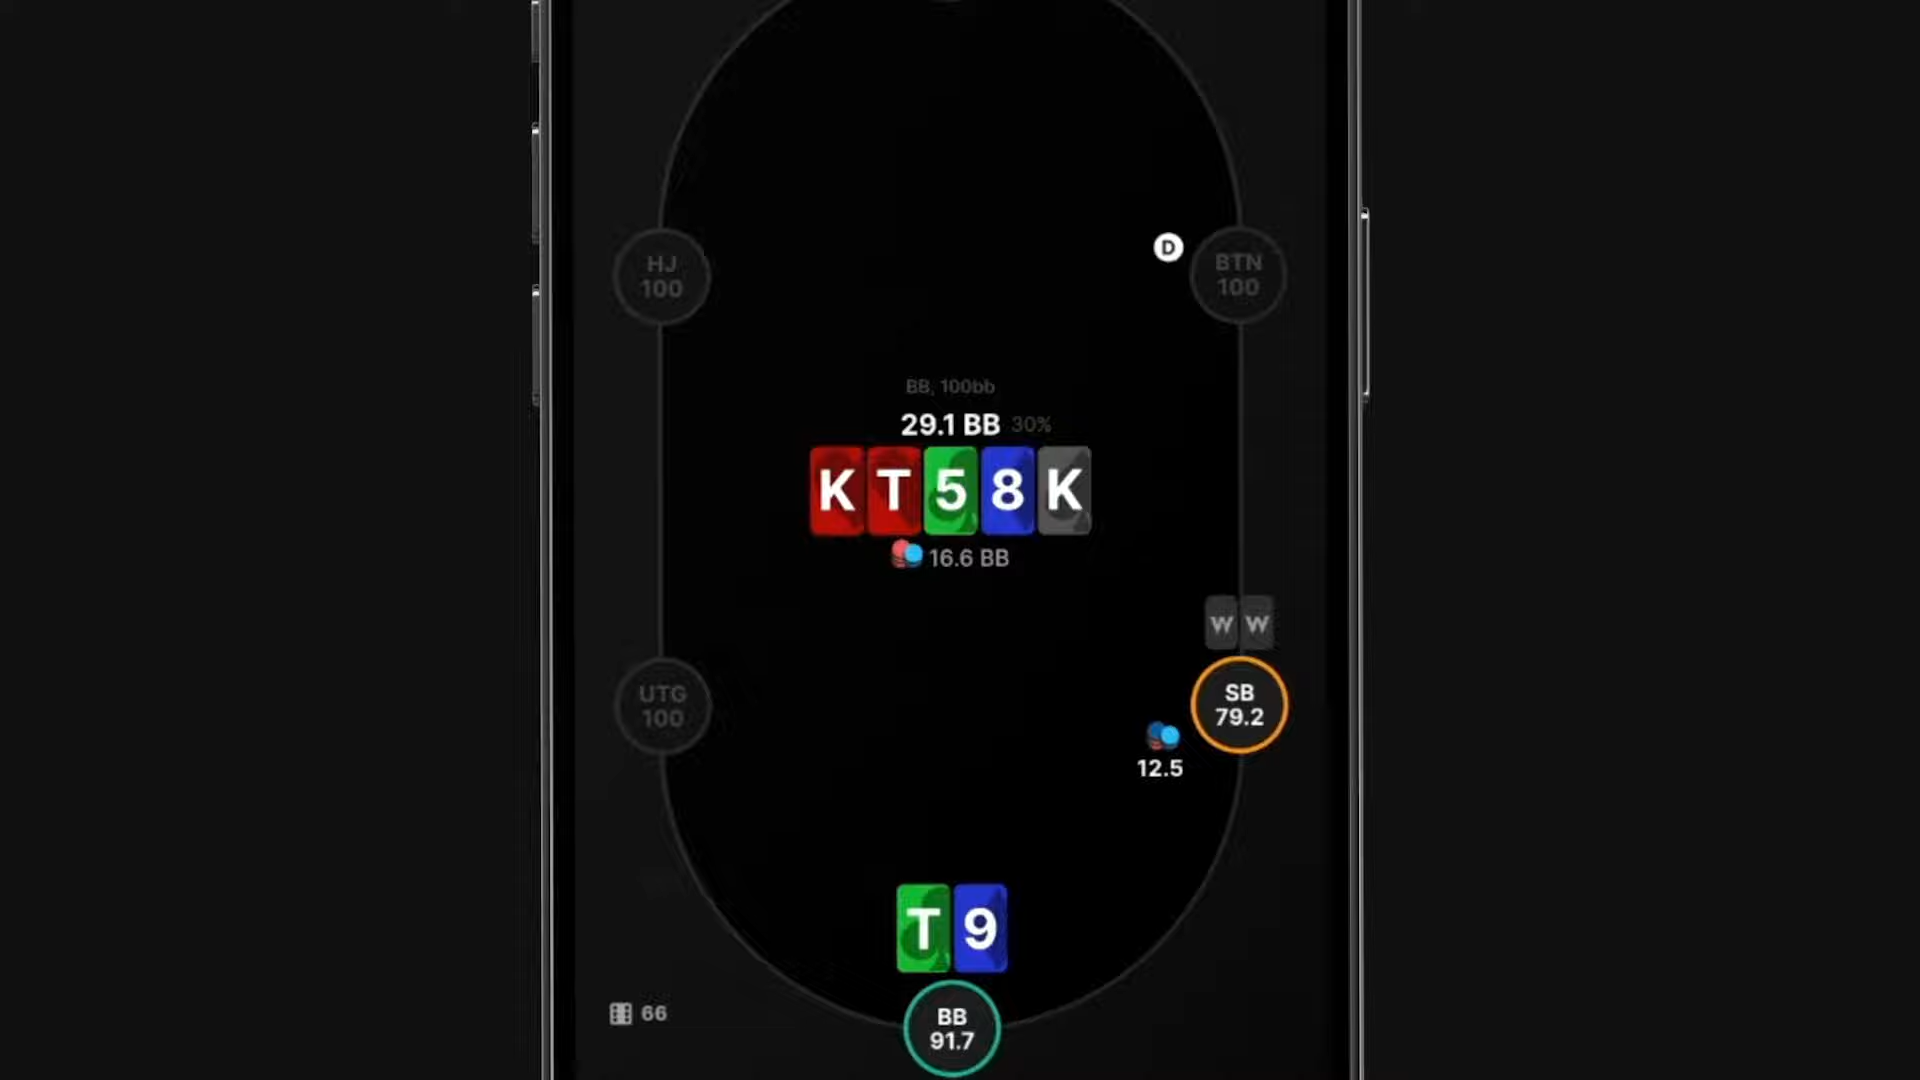 D
HJ
100
BTN
100
BB, 100bb
29.1 BB 30%
K T 5 8 K
16.6 BB
W W
UTG
100
SB
79.2
12.5
T 9
66
BB
91.7